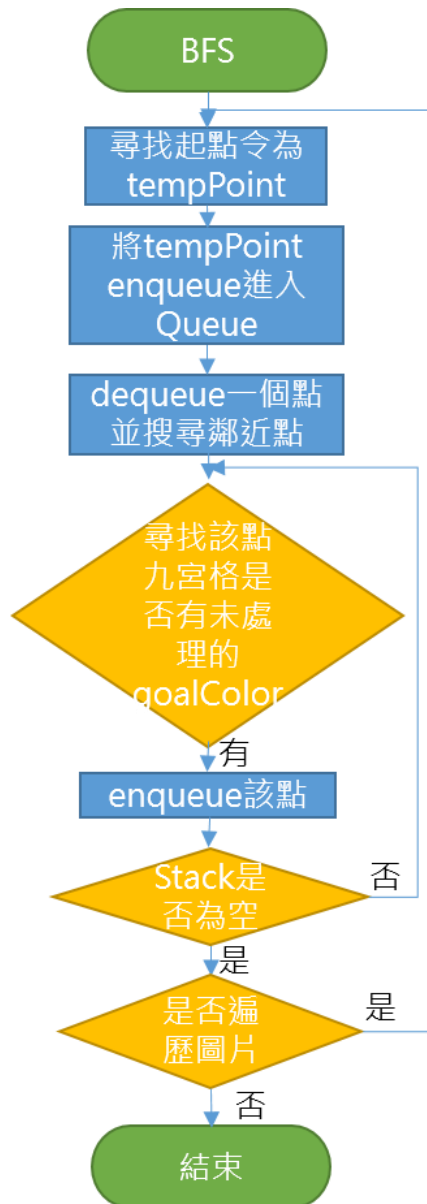 BFS
尋找起點令為
tempPoint
將tempPoint
enqueue進入
Queue
dequeue一個點
並搜尋鄰近點
尋找該點
九宮格是
否有未處
理的
goalColor
有
enqueue該點
Stack是
否為空
否
是
是否遍
歷圖片
是
否
結束